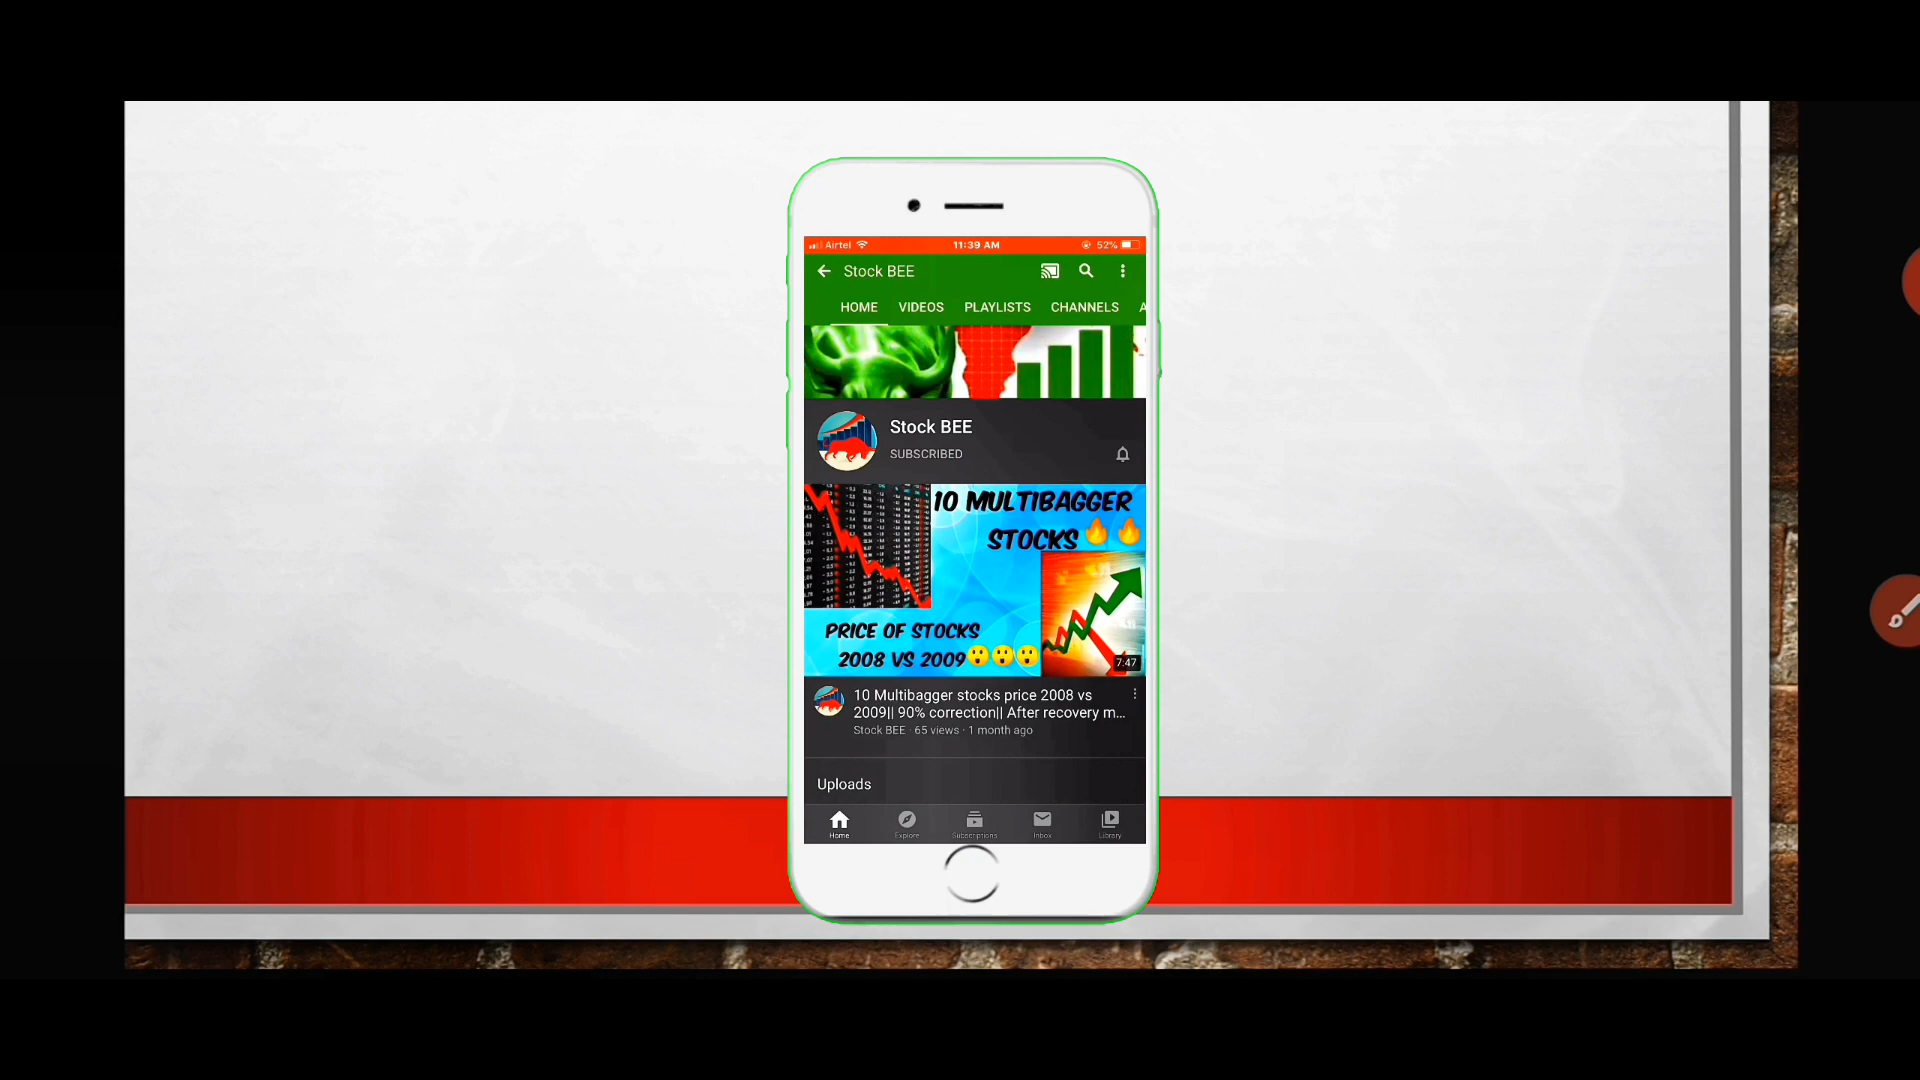 Airtel 11:39 AM 52%
Stock BEE
HOME VIDEOS PLAYLISTS CHANNELS A
Stock BEE
SUBSCRIBED
10 MULTIBAGGER
STOCKS🔥🔥
PRICE OF STOCKS
2008 VS 2009😲😲😲
7:47
10 Multibagger stocks price 2008 vs
2009|| 90% correction|| After recovery m...
Stock BEE · 65 views · 1 month ago
Uploads
Home Explore Subscriptions Inbox Library